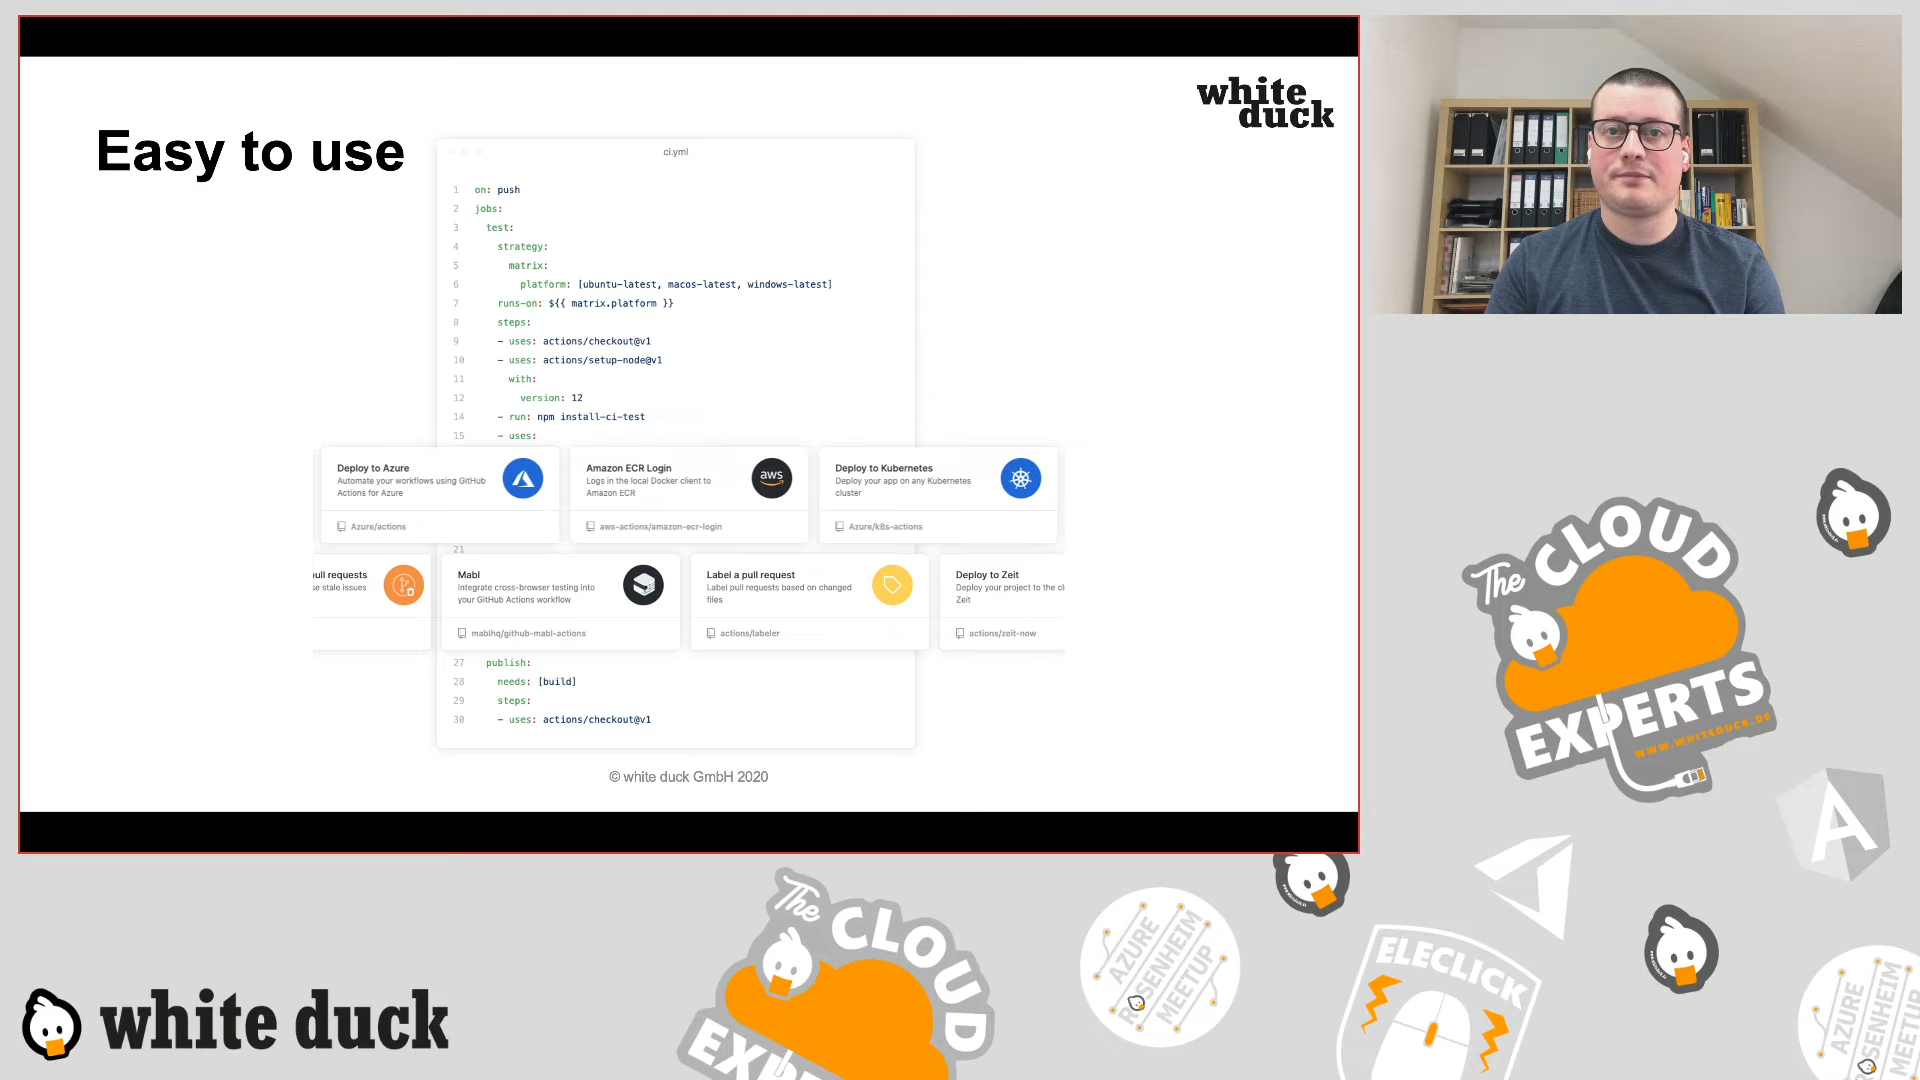 white
duck
Easy to use
ci.yml
1 on: push
2 jobs:
3 test:
4 strategy:
5 matrix:
6 platform: [ubuntu-latest, macos-latest, windows-latest]
7 runs-on: ${{ matrix.platform }}
8 steps:
9 - uses: actions/checkout@v1
10 - uses: actions/setup-node@v1
11 with:
12 version: 12
14 - run: npm install-ci-test
15 - uses:
Deploy to Azure
Automate your workflows using GitHub
Actions for Azure
Azure/actions
Amazon ECR Login
Logs in the local Docker client to
Amazon ECR
aws
aws-actions/amazon-ecr-login
Deploy to Kubernetes
Deploy your app on any Kubernetes
cluster
Azure/k8s-actions
21
pull requests
se stale issues
Mabl
Integrate cross-browser testing into
your GitHub Actions workflow
mablhq/github-mabl-actions
Label a pull request
Label pull requests based on changed
files
actions/labeler
Deploy to Zeit
Deploy your project to the cl
Zeit
actions/zeit-now
27 publish:
28 needs: [build]
29 steps:
30 - uses: actions/checkout@v1
© white duck GmbH 2020
The
CLOUD
EXPERTS
WWW.WHITEDUCK.DE
A
The
CLOUD
EXP
AZURE
ROSENHEIM
MEETUP
ELECLICK
AZURE
OSENHEIM
MEETUP
white duck